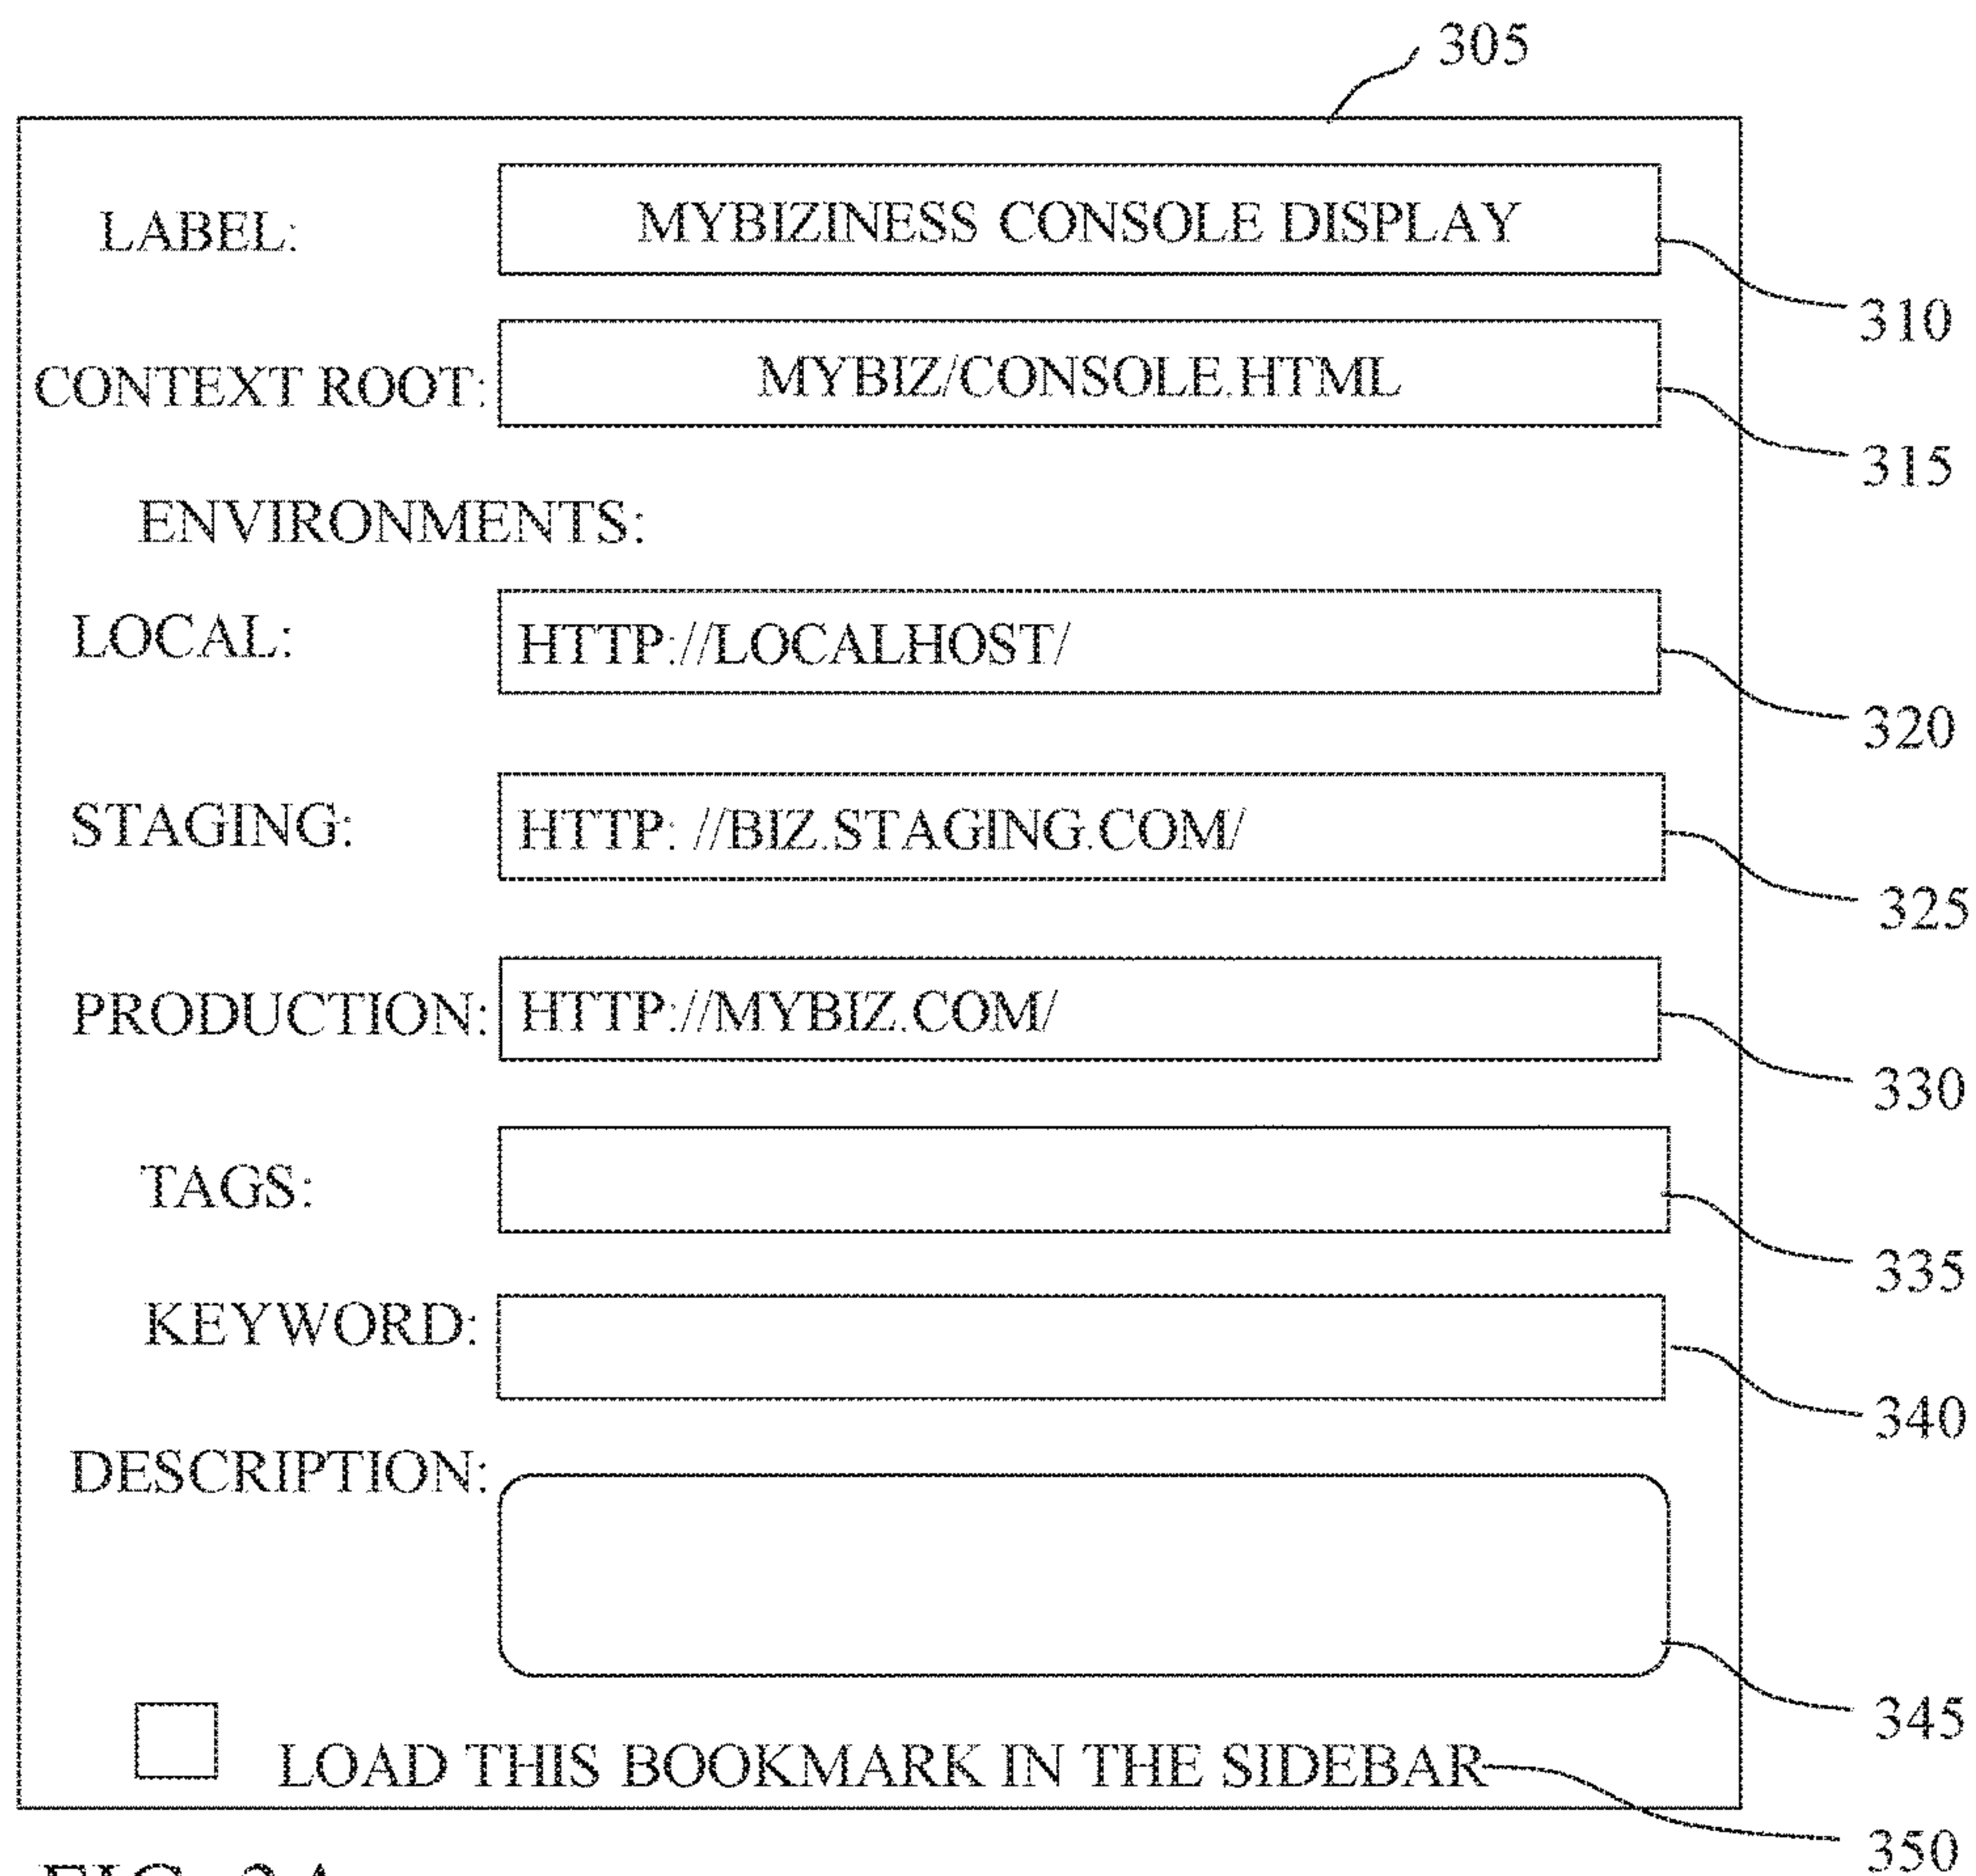 305
LABEL: MYBIZINESS CONSOLE DISPLAY
310
CONTEXT ROOT: MYBIZ/CONSOLE.HTML
315
ENVIRONMENTS:
LOCAL: HTTP://LOCALHOST/
320
STAGING: HTTP: //BIZ.STAGING.COM/
325
PRODUCTION: HTTP://MYBIZ.COM/
330
TAGS:
335
KEYWORD:
340
DESCRIPTION:
345
LOAD THIS BOOKMARK IN THE SIDEBAR
350